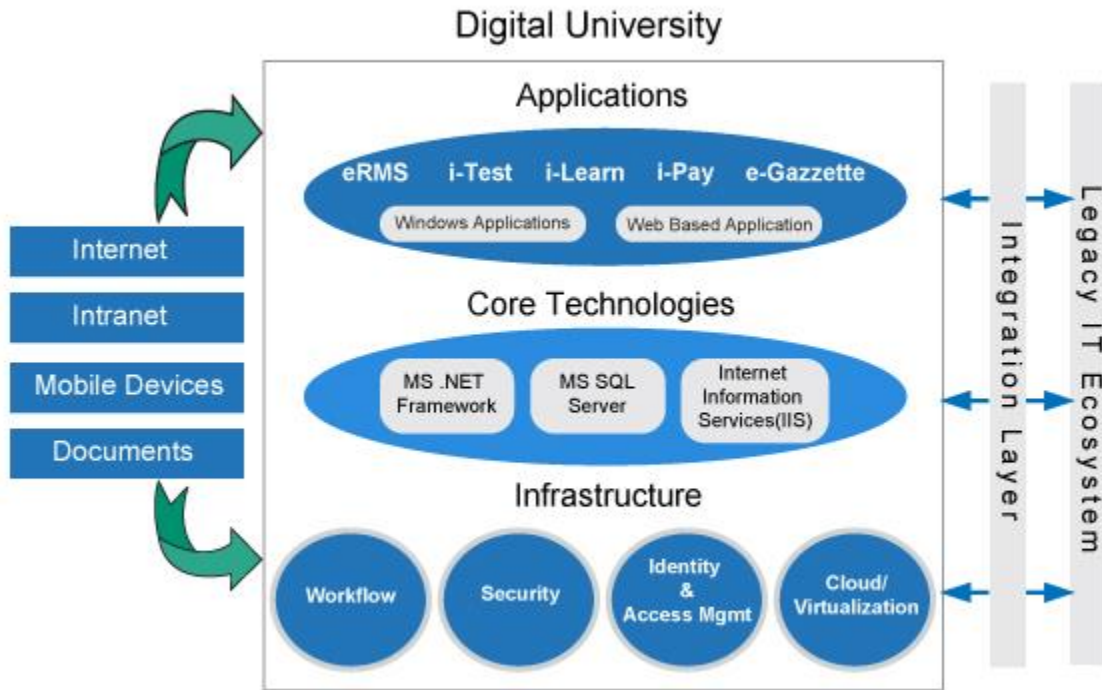 Digital University
Applications
eRMS i-Test i-Learn i-Pay e-Gazzette
Windows Applications Web Based Application
Internet
Intranet
Mobile Devices
Documents
Core Technologies
MS .NET
Framework
MS SQL
Server
Internet
Information
Services(IIS)
Infrastructure
Workflow
Security
Identity
&
Access Mgmt
Cloud/
Virtualization
Integration Layer
Legacy IT Ecosystem